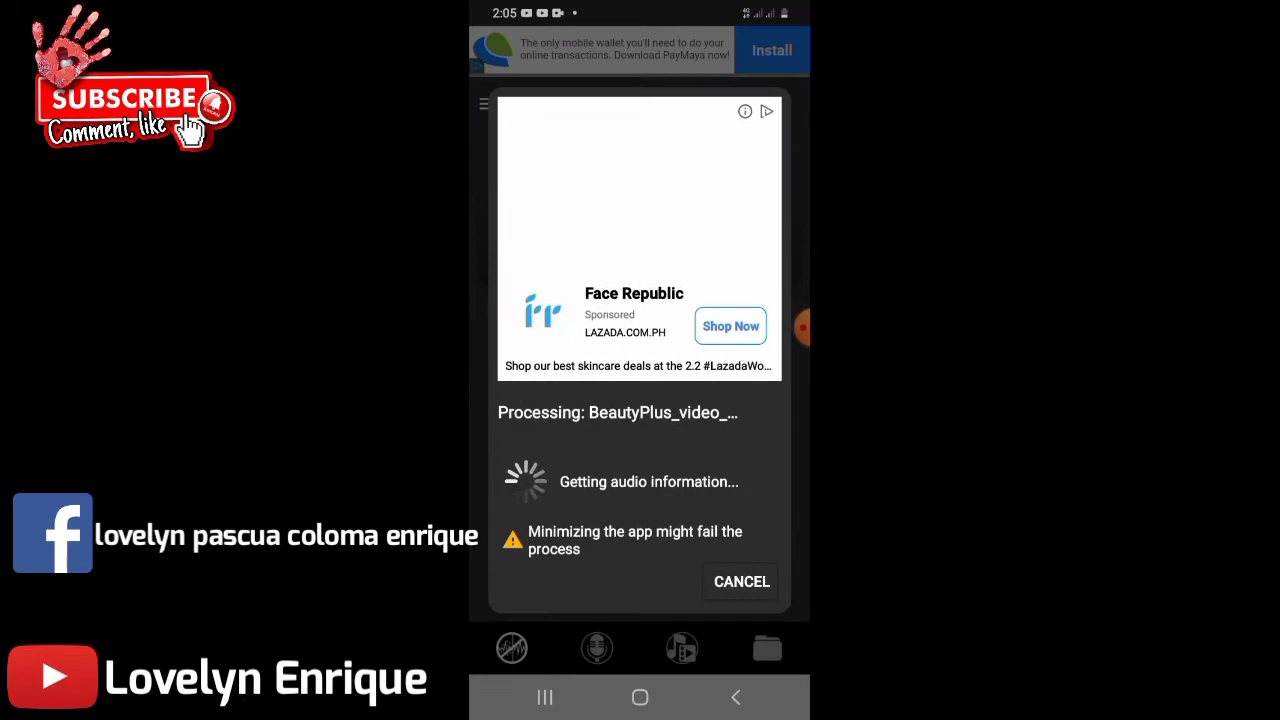 2:05
4G
The only mobile wallet you'll need to do your
online transactions. Download PayMaya now!
Install
SUBSCRIBE
Comment, like
Face Republic
Sponsored
LAZADA.COM.PH
Shop Now
Shop our best skincare deals at the 2.2 #LazadaWo...
Processing: BeautyPlus_video_...
Getting audio information...
Minimizing the app might fail the
process
CANCEL
lovelyn pascua coloma enrique
Lovelyn Enrique